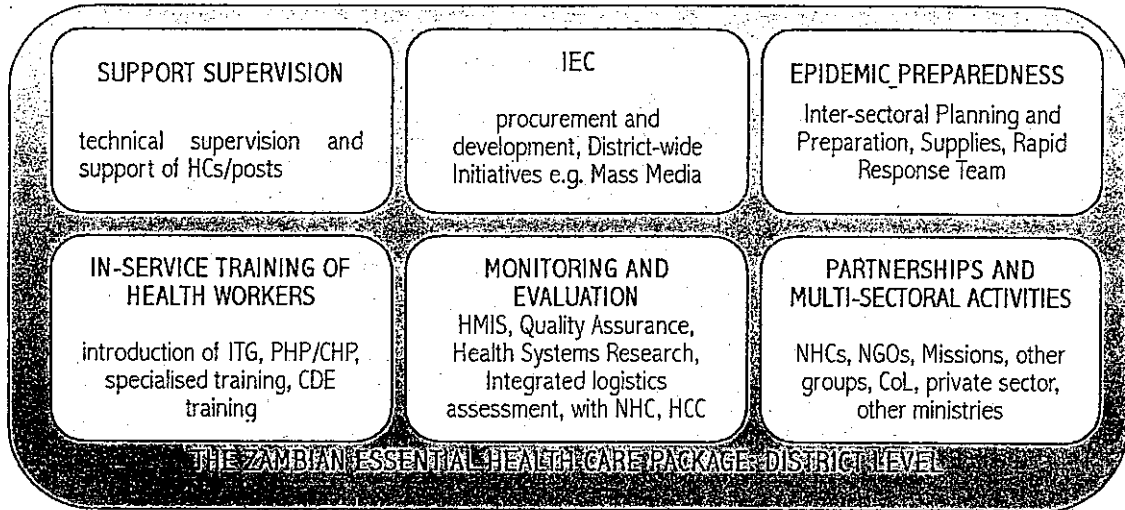 SUPPORT SUPERVISION
technical supervision and
support of HCs/posts
IEC
procurement and
development, District-wide
Initiatives e.g. Mass Media
EPIDEMIC PREPAREDNESS
Inter-sectoral Planning and
Preparation, Supplies, Rapid
Response Team
IN-SERVICE TRAINING OF
HEALTH WORKERS
introduction of ITG, PHP/CHP,
specialised training, CDE
training
MONITORING AND
EVALUATION
HMIS, Quality Assurance,
Health Systems Research,
Integrated logistics
assessment, with NHC, HCC
PARTNERSHIPS AND
MULTI-SECTORAL ACTIVITIES
NHCs, NGOs, Missions, other
groups, CoL, private sector,
other ministries
THE ZAMBIAN ESSENTIAL HEALTH CARE PACKAGE: DISTRICT LEVEL